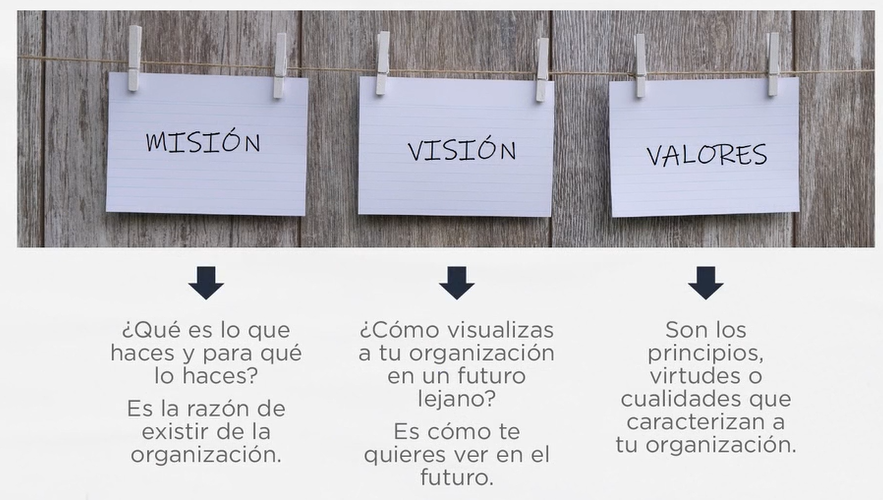 MISIÓN
VISIÓN
VALORES
¿Qué es lo que
haces y para qué
lo haces?
Es la razón de
existir de la
organización.
¿Cómo visualizas
a tu organización
en un futuro
lejano?
Es cómo te
quieres ver en el
futuro.
Son los
principios,
virtudes o
cualidades que
caracterizan a
tu organización.